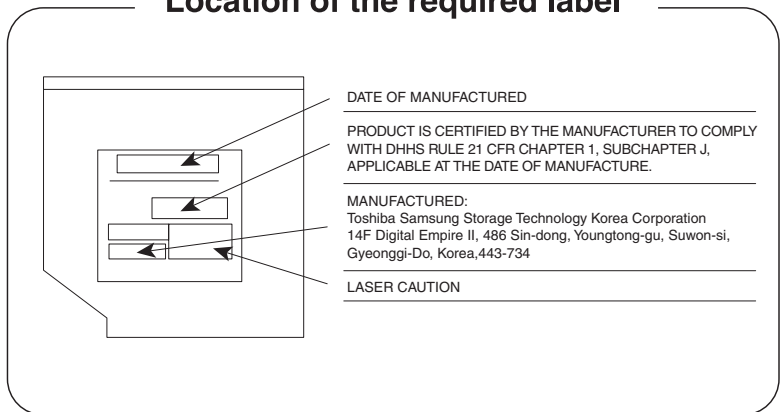 Location of the required label
DATE OF MANUFACTURED
PRODUCT IS CERTIFIED BY THE MANUFACTURER TO COMPLY
WITH DHHS RULE 21 CFR CHAPTER 1, SUBCHAPTER J,
APPLICABLE AT THE DATE OF MANUFACTURE.
MANUFACTURED:
Toshiba Samsung Storage Technology Korea Corporation
14F Digital Empire II, 486 Sin-dong, Youngtong-gu, Suwon-si,
Gyeonggi-Do, Korea,443-734
LASER CAUTION